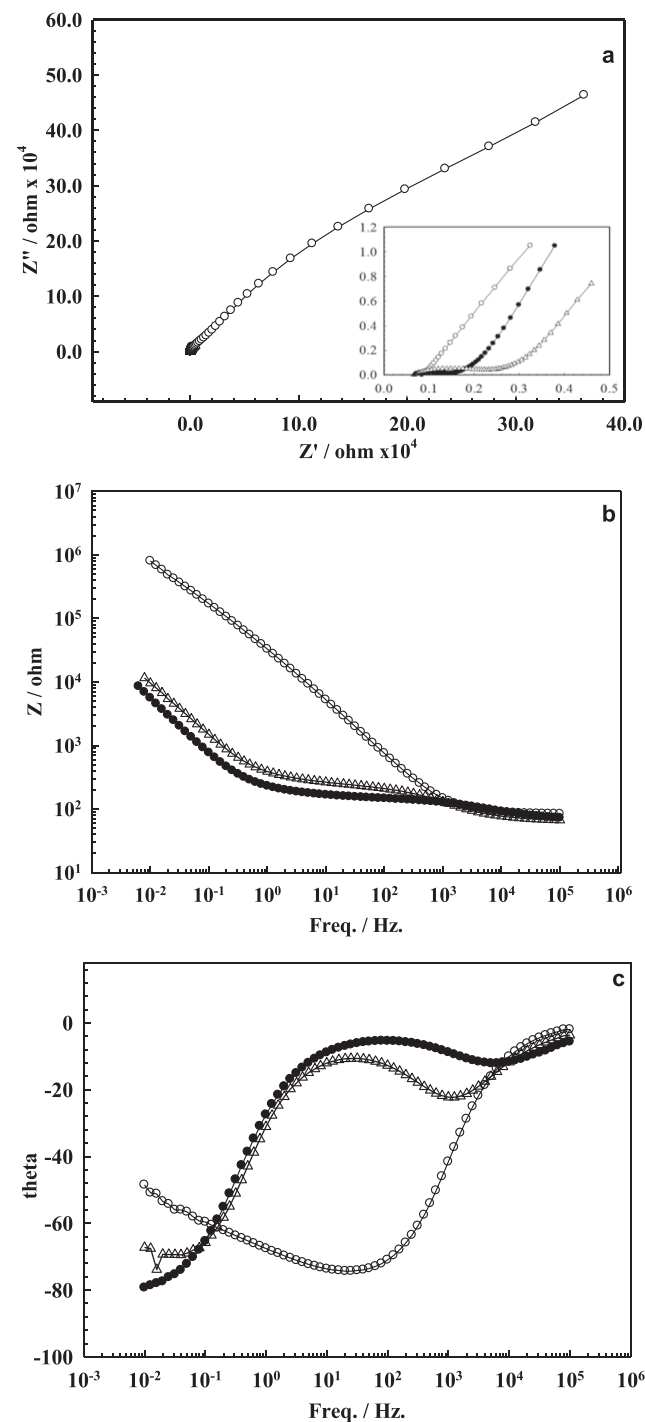 60.0
a
50.0
40.0
30.0
20.0
10.0
0.0
Z" / ohm x 10⁴
1.2
1.0
0.8
0.6
0.4
0.2
0.0
0.0 0.1 0.2 0.3 0.4 0.5
0.0 10.0 20.0 30.0 40.0
Z' / ohm x10⁴
10⁷
b
10⁶
10⁵
10⁴
10³
10²
10¹
Z / ohm
10⁻³ 10⁻² 10⁻¹ 10⁰ 10¹ 10² 10³ 10⁴ 10⁵ 10⁶
Freq. / Hz.
c
0
-20
-40
-60
-80
-100
theta
10⁻³ 10⁻² 10⁻¹ 10⁰ 10¹ 10² 10³ 10⁴ 10⁵ 10⁶
Freq. / Hz.